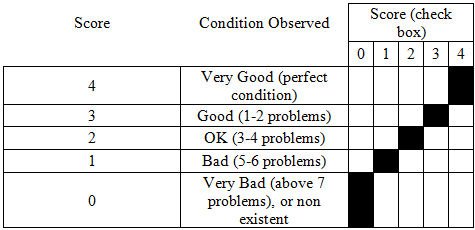 Score Condition Observed Score (check
box)
0 1 2 3 4
4 Very Good (perfect
condition)
3 Good (1-2 problems)
2 OK (3-4 problems)
1 Bad (5-6 problems)
0 Very Bad (above 7
problems), or non
existent